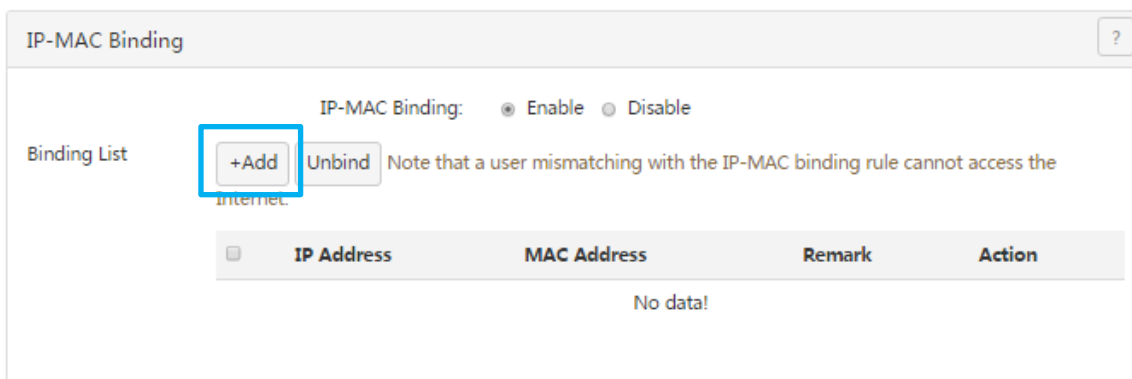 IP-MAC Binding
?
IP-MAC Binding: Enable Disable
Binding List
+Add Unbind Note that a user mismatching with the IP-MAC binding rule cannot access the
Internet.
IP Address MAC Address Remark Action
No data!